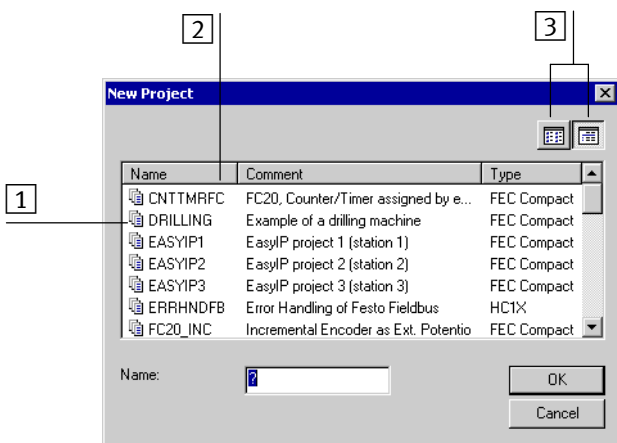 2
3
New Project
Name Comment Type
1
CNTTMRFC FC20, Counter/Timer assigned by e... FEC Compact
DRILLING Example of a drilling machine FEC Compact
EASYIP1 EasyIP project 1 (station 1) FEC Compact
EASYIP2 EasyIP project 2 (station 2) FEC Compact
EASYIP3 EasyIP project 3 (station 3) FEC Compact
ERRHNDFB Error Handling of Festo Fieldbus HC1X
FC20_INC Incremental Encoder as Ext. Potentio FEC Compact
Name: ? OK
Cancel